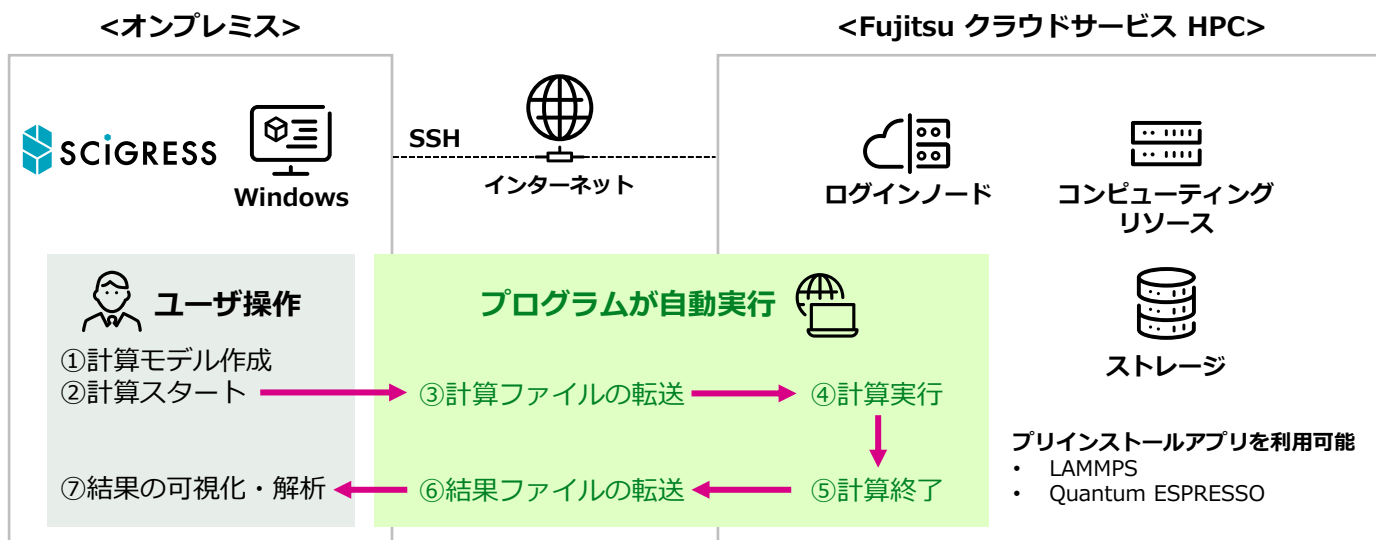 <オンプレミス>
<Fujitsu クラウドサービス HPC>
SCiGRESS
Windows
SSH
インターネット
ログインノード
コンピューティング
リソース
ユーザ操作
①計算モデル作成
②計算スタート
⑦結果の可視化・解析
プログラムが自動実行
③計算ファイルの転送
④計算実行
⑥結果ファイルの転送
⑤計算終了
ストレージ
プリインストールアプリを利用可能
• LAMMPS
• Quantum ESPRESSO